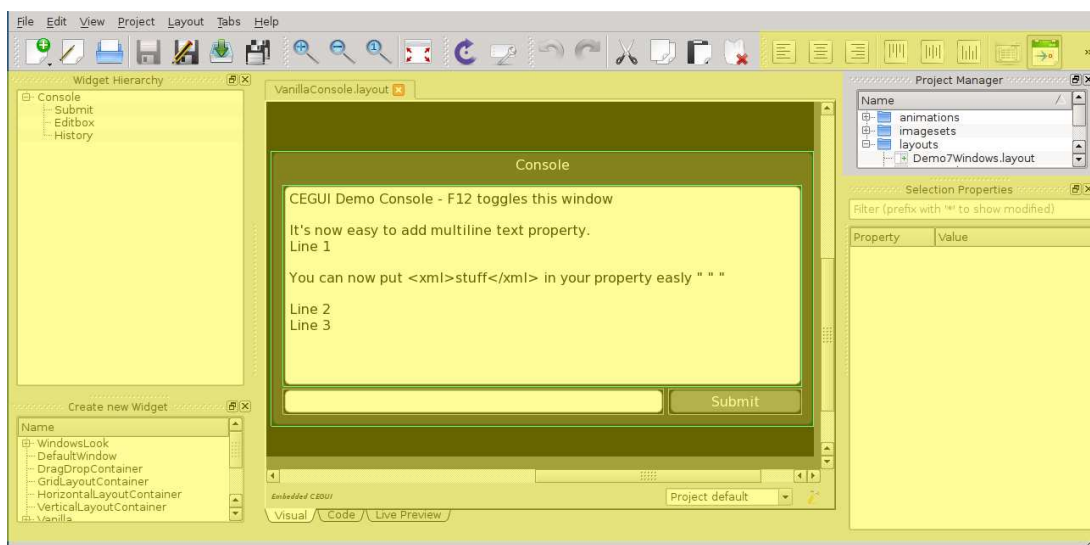 File Edit View Project Layout Tabs Help
Widget Hierarchy
Console
Submit
Editbox
History
Create new Widget
Name
WindowsLook
DefaultWindow
DragDropContainer
GridLayoutContainer
HorizontalLayoutContainer
VerticalLayoutContainer
Vanilla
VanillaConsole.layout
Console
CEGUI Demo Console - F12 toggles this window
It's now easy to add multiline text property.
Line 1
You can now put <xml>stuff</xml> in your property easly " " "
Line 2
Line 3
Submit
Embedded CEGUI
Project default
Visual Code Live Preview
Project Manager
Name
animations
imagesets
layouts
Demo7Windows.layout
Selection Properties
Filter (prefix with '*' to show modified)
Property Value